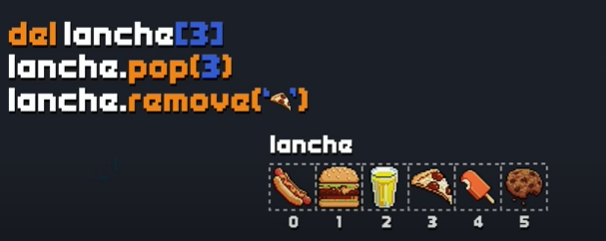 del lanche[3]
lanche.pop(3)
lanche.remove('🍕')
lanche
0 1 2 3 4 5